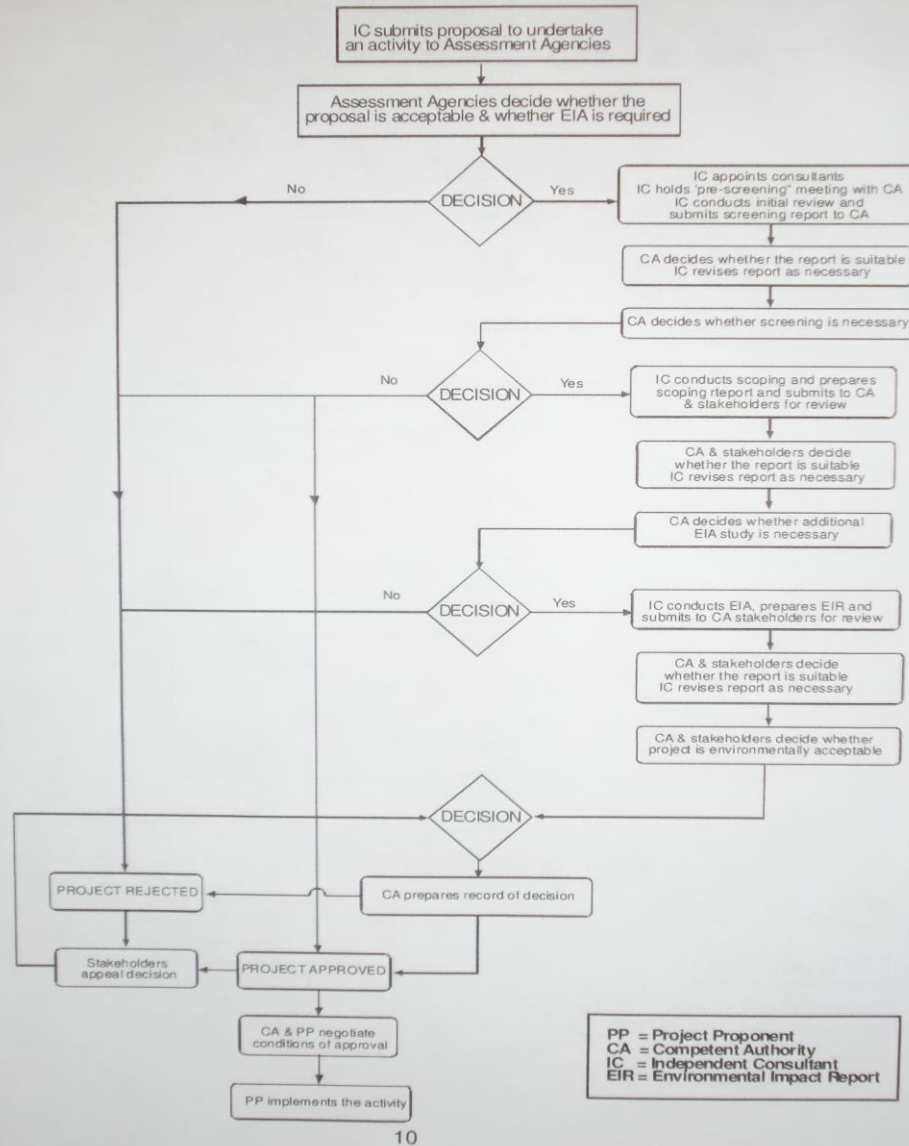 IC submits proposal to undertake
an activity to Assessment Agencies
Assessment Agencies decide whether the
proposal is acceptable & whether EIA is required
DECISION
No
Yes
IC appoints consultants
IC holds 'pre-screening" meeting with CA
IC conducts initial review and
submits screening report to CA
CA decides whether the report is suitable
IC revises report as necessary
CA decides whether screening is necessary
DECISION
No
Yes
IC conducts scoping and prepares
scoping rteport and submits to CA
& stakeholders for review
CA & stakeholders decide
whether the report is suitable
IC revises report as necessary
CA decides whether additional
EIA study is necessary
DECISION
No
Yes
IC conducts EIA, prepares EIR and
submits to CA stakeholders for review
CA & stakeholders decide
whether the report is suitable
IC revises report as necessary
CA & stakeholders decide whether
project is environmentally acceptable
DECISION
PROJECT REJECTED
CA prepares record of decision
Stakeholders
appeal decision
PROJECT APPROVED
CA & PP negotiate
conditions of approval
PP implements the activity
PP = Project Proponent
CA = Competent Authority
IC = Independent Consultant
EIR = Environmental Impact Report
10